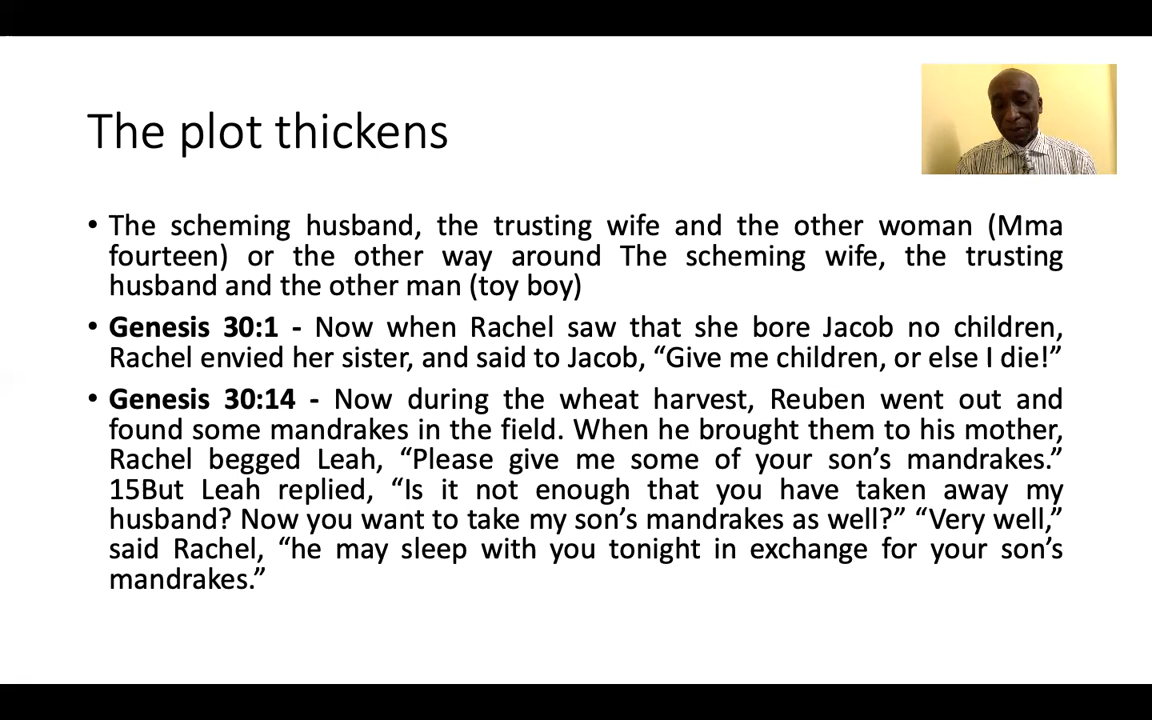 The plot thickens
• The scheming husband, the trusting wife and the other woman (Mma
fourteen) or the other way around The scheming wife, the trusting
husband and the other man (toy boy)
• Genesis 30:1 - Now when Rachel saw that she bore Jacob no children,
Rachel envied her sister, and said to Jacob, “Give me children, or else I die!”
• Genesis 30:14 - Now during the wheat harvest, Reuben went out and
found some mandrakes in the field. When he brought them to his mother,
Rachel begged Leah, “Please give me some of your son’s mandrakes.”
15But Leah replied, “Is it not enough that you have taken away my
husband? Now you want to take my son’s mandrakes as well?” “Very well,”
said Rachel, “he may sleep with you tonight in exchange for your son’s
mandrakes.”